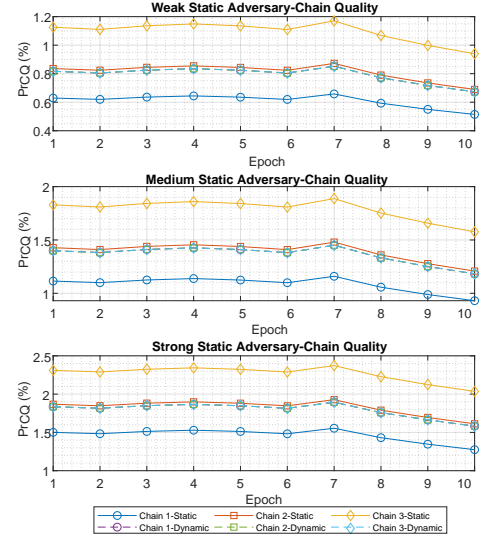 Weak Static Adversary-Chain Quality
1.2
1
0.8
0.6
0.4
PrCQ (%)
1 2 3 4 5 6 7 8 9 10
Epoch
Medium Static Adversary-Chain Quality
2
1.5
1
PrCQ (%)
1 2 3 4 5 6 7 8 9 10
Epoch
Strong Static Adversary-Chain Quality
2.5
2
1.5
1
PrCQ (%)
1 2 3 4 5 6 7 8 9 10
Epoch
Chain 1-Static Chain 2-Static Chain 3-Static
Chain 1-Dynamic Chain 2-Dynamic Chain 3-Dynamic